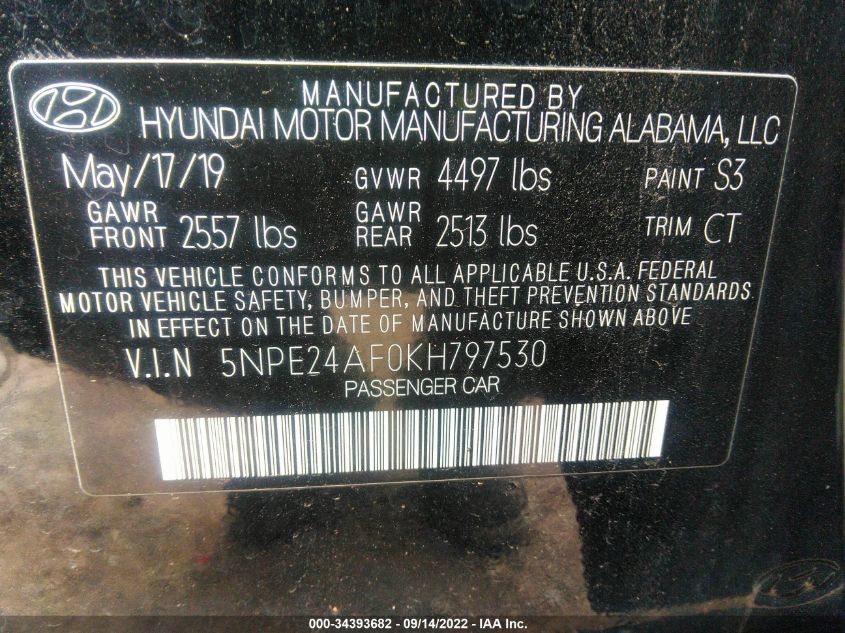 MANUFACTURED BY
HYUNDAI MOTOR MANUFACTURING ALABAMA, LLC
May/17/19 GVWR 4497 lbs PAINT S3
GAWR FRONT 2557 lbs GAWR REAR 2513 lbs TRIM CT
THIS VEHICLE CONFORMS TO ALL APPLICABLE U.S.A. FEDERAL
MOTOR VEHICLE SAFETY, BUMPER, AND THEFT PREVENTION STANDARDS
IN EFFECT ON THE DATE OF MANUFACTURE SHOWN ABOVE
V.I.N 5NPE24AF0KH797530
PASSENGER CAR
000-34393682 - 09/14/2022 - IAA Inc.